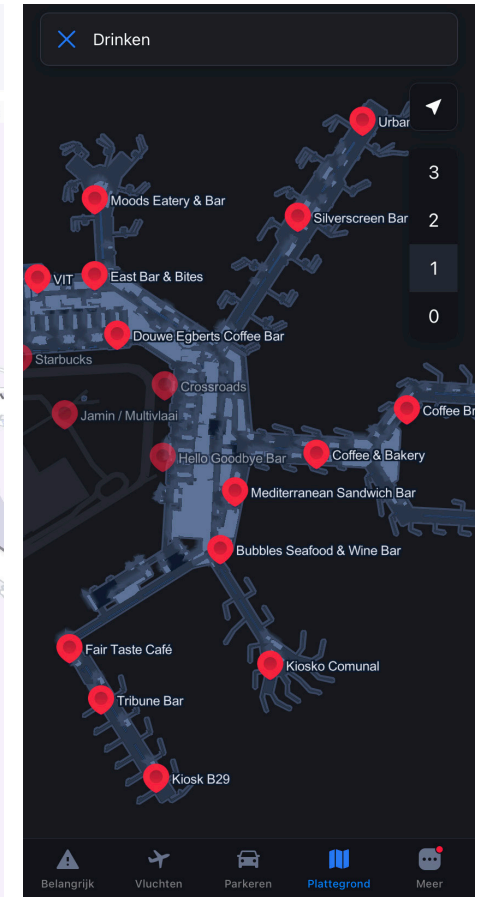 Drinken
Urban
3
Moods Eatery & Bar
Silverscreen Bar
2
VIT
East Bar & Bites
1
0
Douwe Egberts Coffee Bar
Starbucks
Crossroads
Jamin / Multivlaai
Coffee Br
Hello Goodbye Bar
Coffee & Bakery
Mediterranean Sandwich Bar
Bubbles Seafood & Wine Bar
Fair Taste Café
Kiosko Comunal
Tribune Bar
Kiosk B29
Belangrijk
Vluchten
Parkeren
Plattegrond
Meer